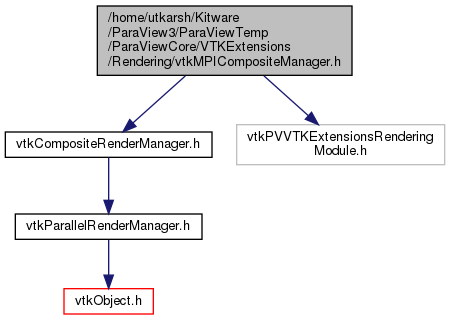 /home/utkarsh/Kitware
/ParaView3/ParaViewTemp
/ParaViewCore/VTKExtensions
/Rendering/vtkMPICompositeManager.h
vtkCompositeRenderManager.h
vtkPVVTKExtensionsRendering
Module.h
vtkParallelRenderManager.h
vtkObject.h